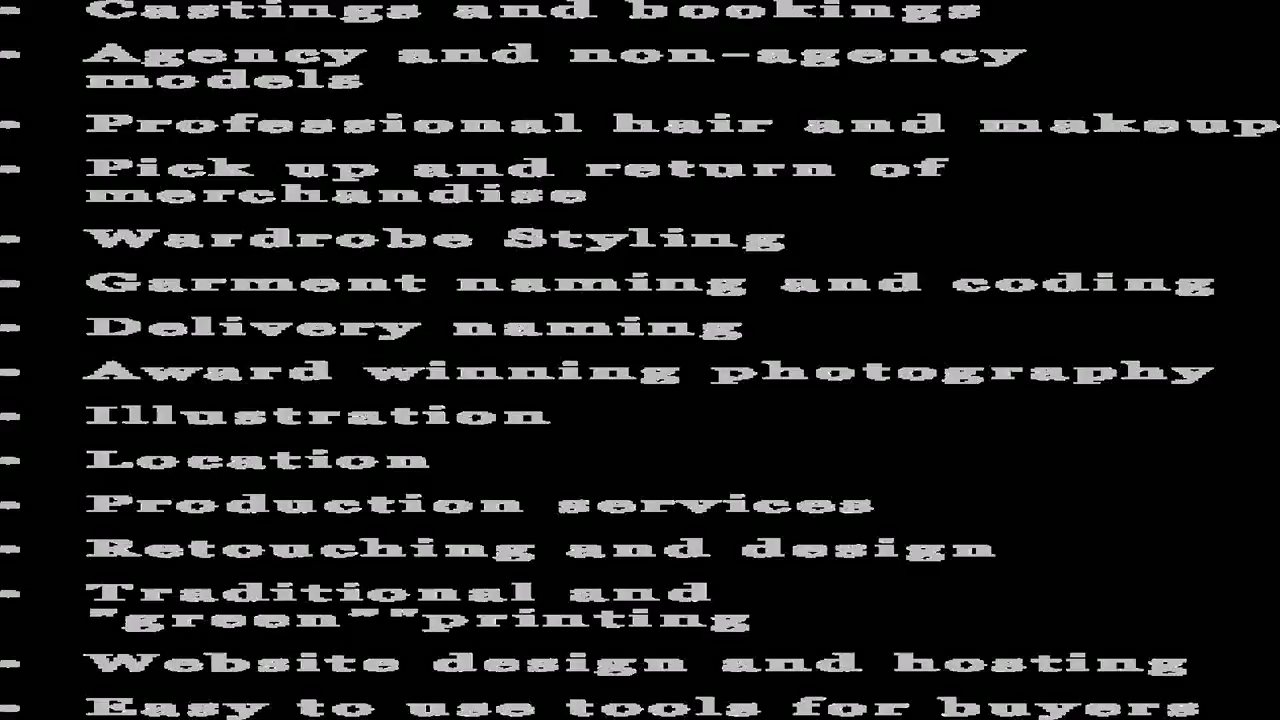 - Castings and bookings
- Agency and non-agency
models
- Professional hair and makeup
- Pick up and return of
merchandise
- Wardrobe Styling
- Garment naming and coding
- Delivery naming
- Award winning photography
- Illustration
- Location
- Production services
- Retouching and design
- Traditional and
"green""printing
- Website design and hosting
- Easy to use tools for buyers